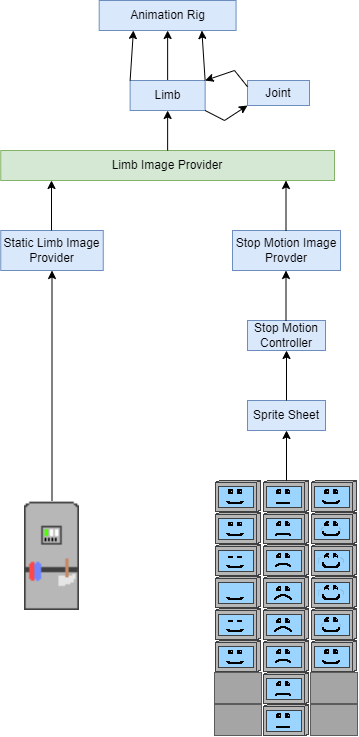 Animation Rig
Limb
Joint
Limb Image Provider
Static Limb Image
Provider
Stop Motion Image
Provder
Stop Motion
Controller
Sprite Sheet